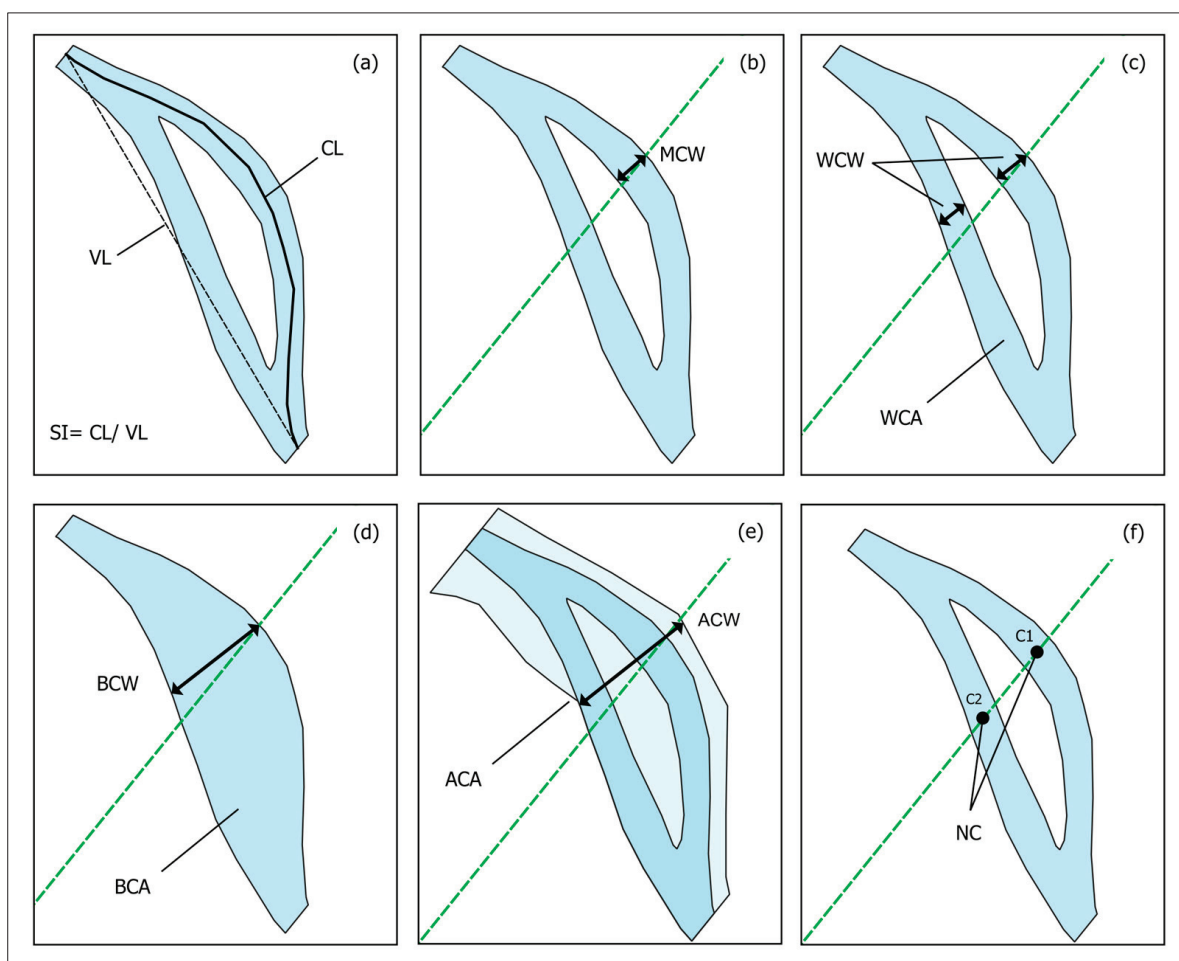 (a)
CL
VL
SI= CL/ VL
(b)
MCW
(c)
WCW
WCA
(d)
BCW
BCA
(e)
ACW
ACA
(f)
C1
C2
NC